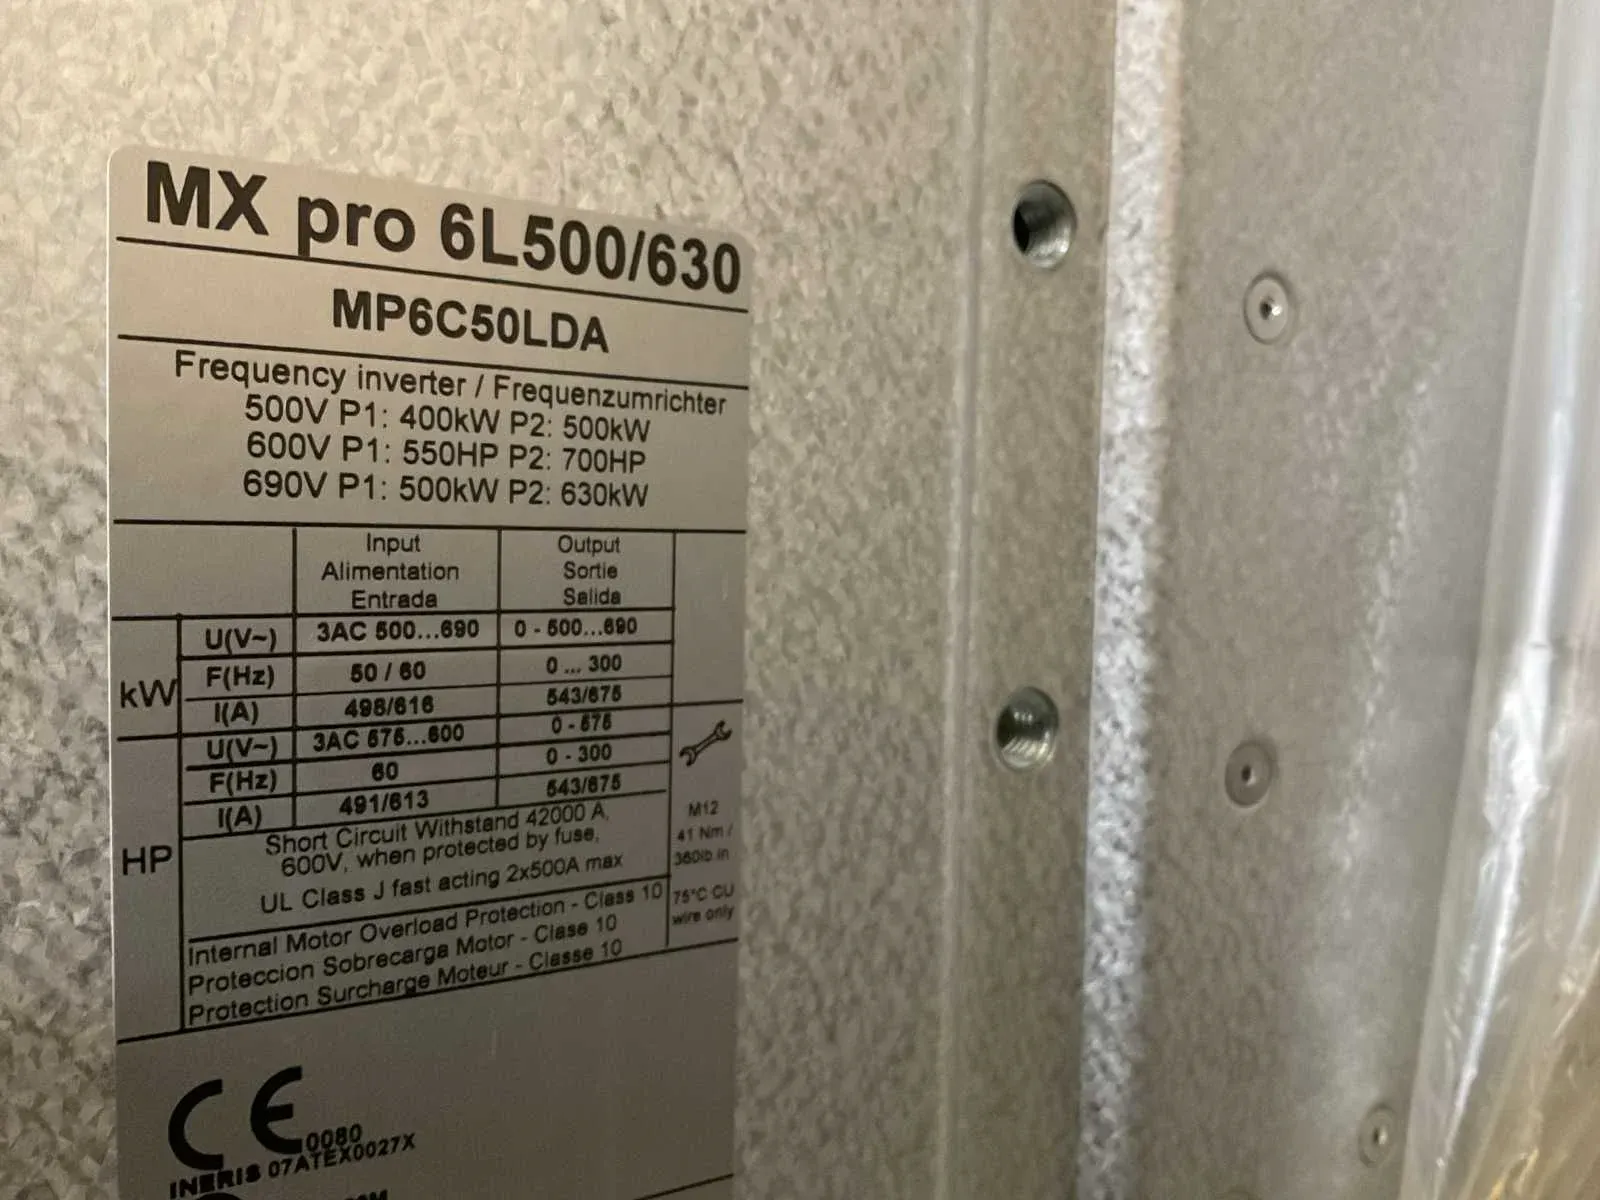 MX pro 6L500/630
MP6C50LDA
Frequency inverter / Frequenzumrichter
500V P1: 400kW P2: 500kW
600V P1: 550HP P2: 700HP
690V P1: 500kW P2: 630kW
Input Output
Alimentation Sortie
Entrada Salida
kW
U(V~) 3AC 500...690 0 - 500...690
F(Hz) 50 / 60 0 ... 300
I(A) 498/616 543/675
HP
U(V~) 3AC 575...600 0 - 575
F(Hz) 60 0 - 300
I(A) 491/613 543/675
Short Circuit Withstand 42000 A,
600V, when protected by fuse,
UL Class J fast acting 2x500A max
M12
41 Nm /
360lb.in
75°C CU
wire only
Internal Motor Overload Protection - Class 10
Proteccion Sobrecarga Motor - Clase 10
Protection Surcharge Moteur - Classe 10
CE 0080
INERIS 07ATEX0027X